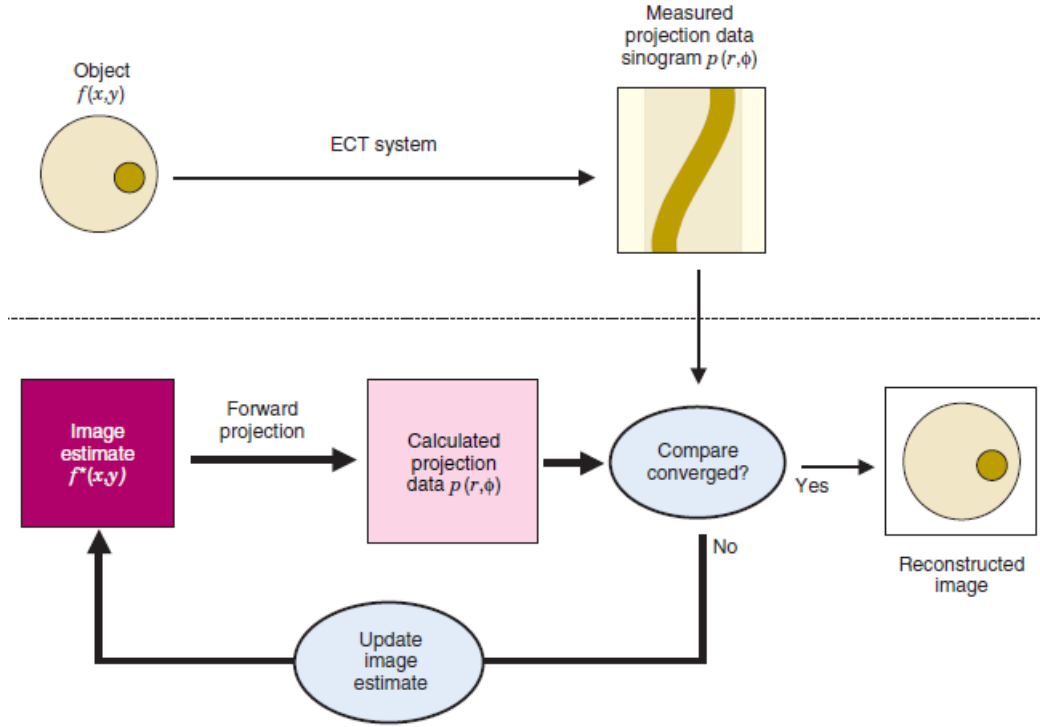 Measured
projection data
sinogram p (r,ϕ)
Object
f(x,y)
ECT system
Image
estimate
f*(x,y)
Forward
projection
Calculated
projection
data p (r,ϕ)
Compare
converged?
Yes
No
Reconstructed
image
Update
image
estimate